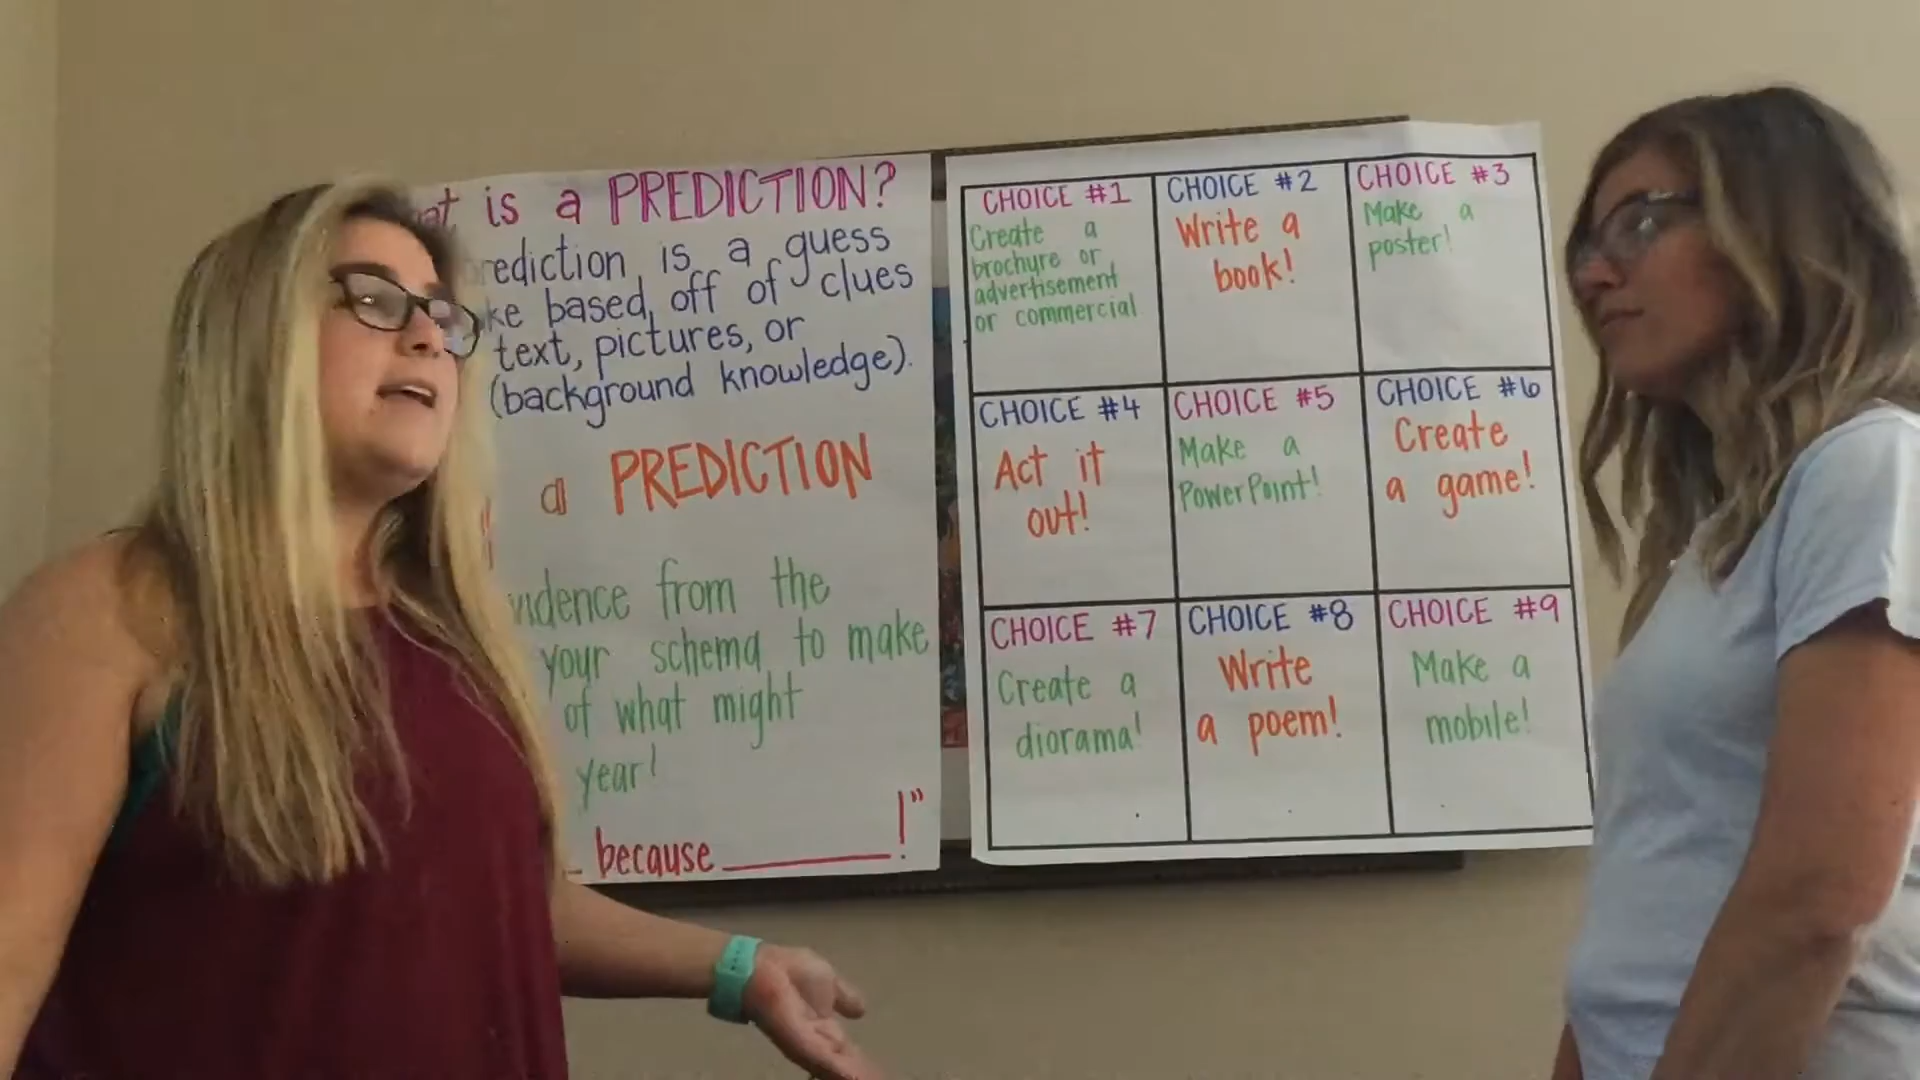 is a PREDICTION?
rediction is a guess
ke based off of clues
text, pictures, or
(background knowledge).
a PREDICTION
vidence from the
your schema to make
of what might
year!
because ________!"
CHOICE #1
Create a
brochure or
advertisement
or commercial
CHOICE #2
Write a
book!
CHOICE #3
Make a
poster!
CHOICE #4
Act it
out!
CHOICE #5
Make a
PowerPoint!
CHOICE #6
Create
a game!
CHOICE #7
Create a
diorama!
CHOICE #8
Write
a poem!
CHOICE #9
Make a
mobile!